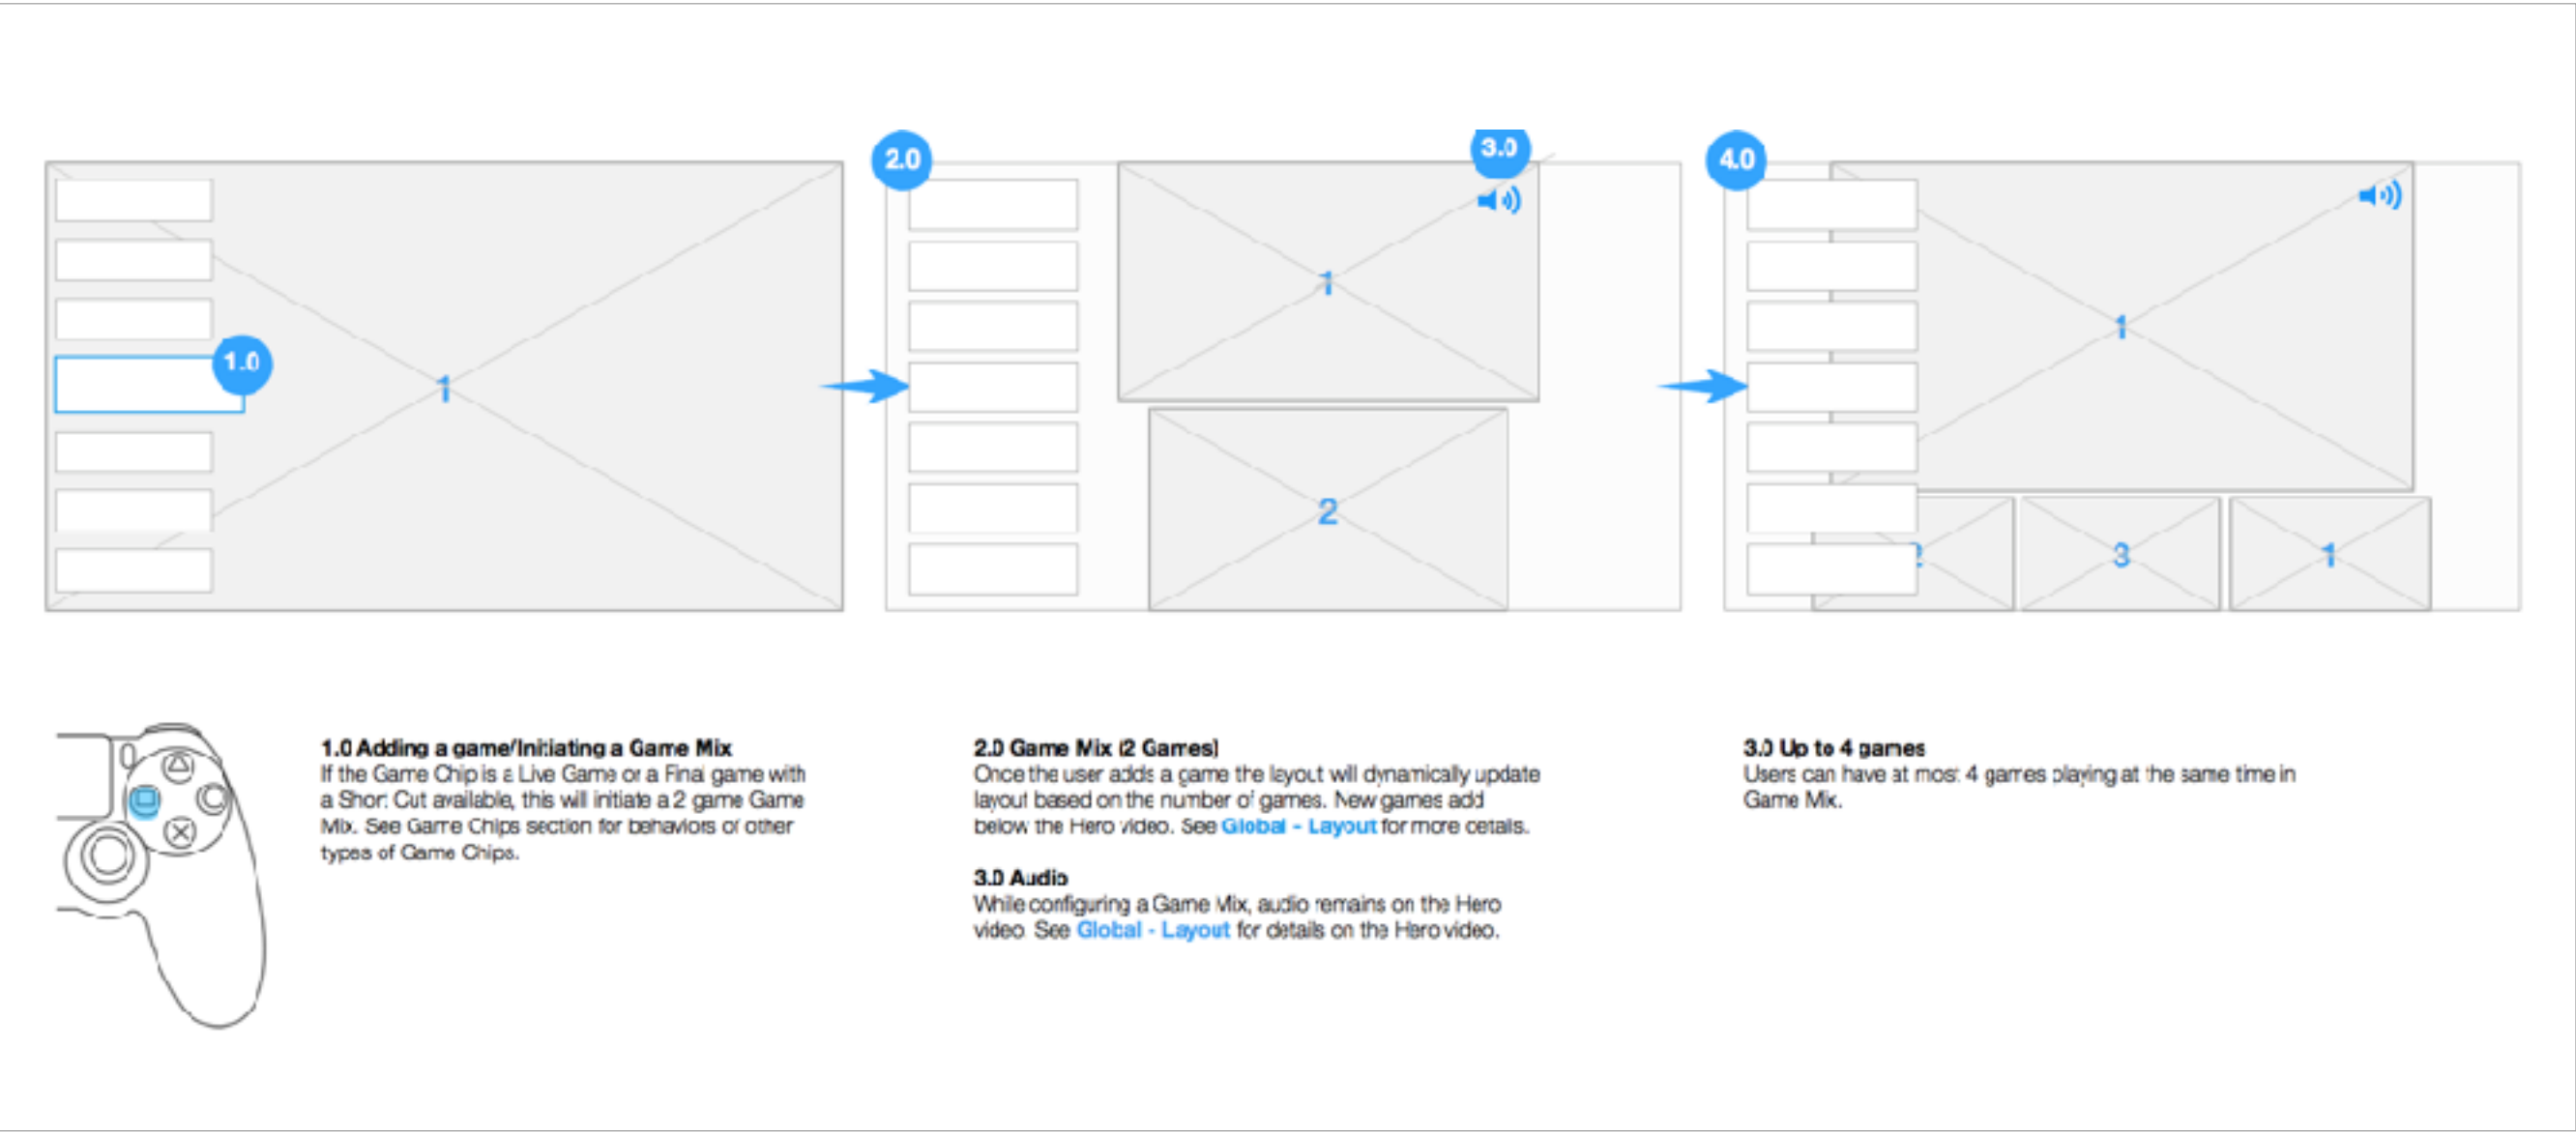 2.0
3.0
4.0
1.0
1
1
2
1
2
3
1
1.0 Adding a game/Initiating a Game Mix
If the Game Chip is a Live Game or a Final game with
a Short Cut available, this will initiate a 2 game Game
Mix. See Game Chips section for behaviors of other
types of Game Chips.
2.0 Game Mix (2 Games)
Once the user adds a game the layout will dynamically update
layout based on the number of games. New games add
below the Hero video. See Global - Layout for more details.
3.0 Audio
While configuring a Game Mix, audio remains on the Hero
video. See Global - Layout for details on the Hero video.
3.0 Up to 4 games
Users can have at most 4 games playing at the same time in
Game Mix.